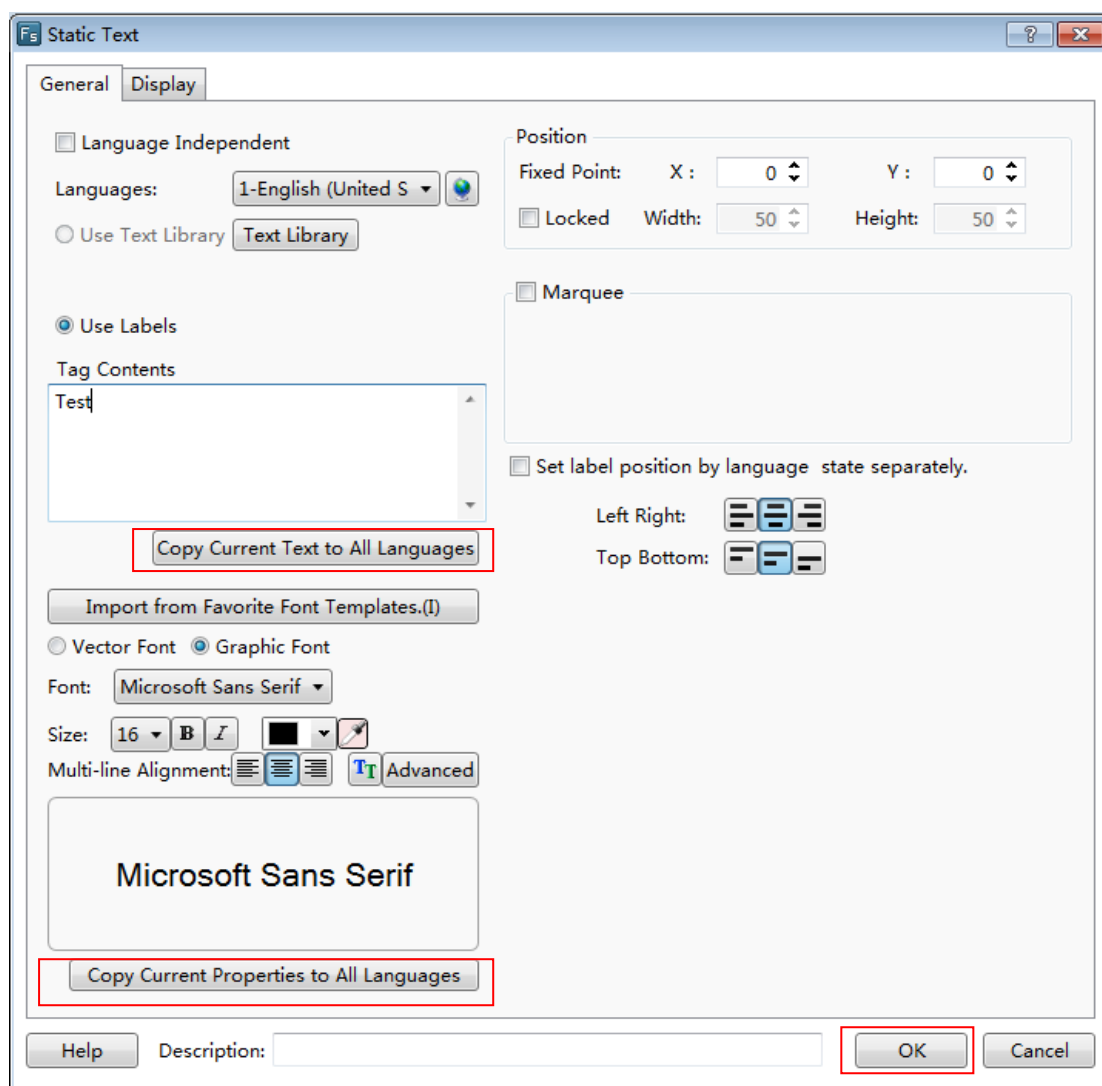 Fs Static Text ?
General Display
Language Independent
Languages: 1-English (United S
Use Text Library Text Library
Use Labels
Tag Contents
Test
Copy Current Text to All Languages
Import from Favorite Font Templates.(I)
Vector Font Graphic Font
Font: Microsoft Sans Serif
Size: 16 B I
Multi-line Alignment: TT Advanced
Microsoft Sans Serif
Copy Current Properties to All Languages
Position
Fixed Point: X : 0 Y : 0
Locked Width: 50 Height: 50
Marquee
Set label position by language state separately.
Left Right:
Top Bottom:
Help Description: OK Cancel